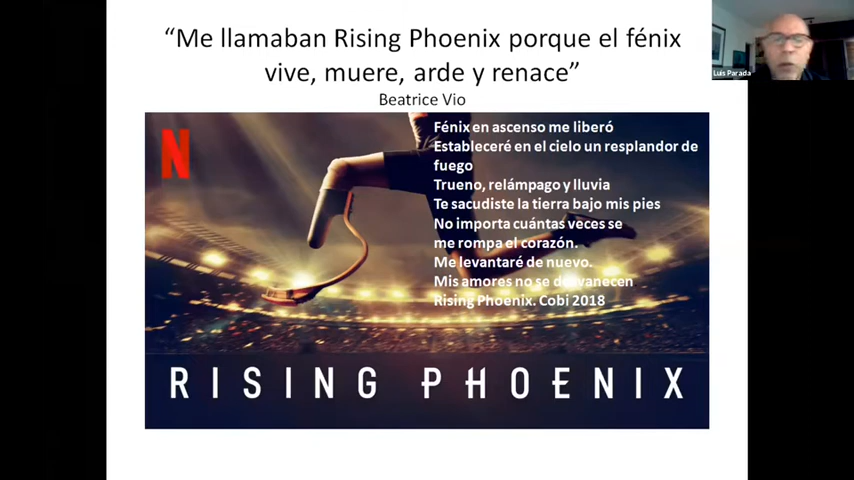 “Me llamaban Rising Phoenix porque el fénix
vive, muere, arde y renace”
Beatrice Vio
Luis Parada
N
Fénix en ascenso me liberó
Estableceré en el cielo un resplandor de
fuego
Trueno, relámpago y lluvia
Te sacudiste la tierra bajo mis pies
No importa cuántas veces se
me rompa el corazón.
Me levantaré de nuevo.
Mis amores no se desvanecen
Rising Phoenix. Cobi 2018
RISING PHOENIX